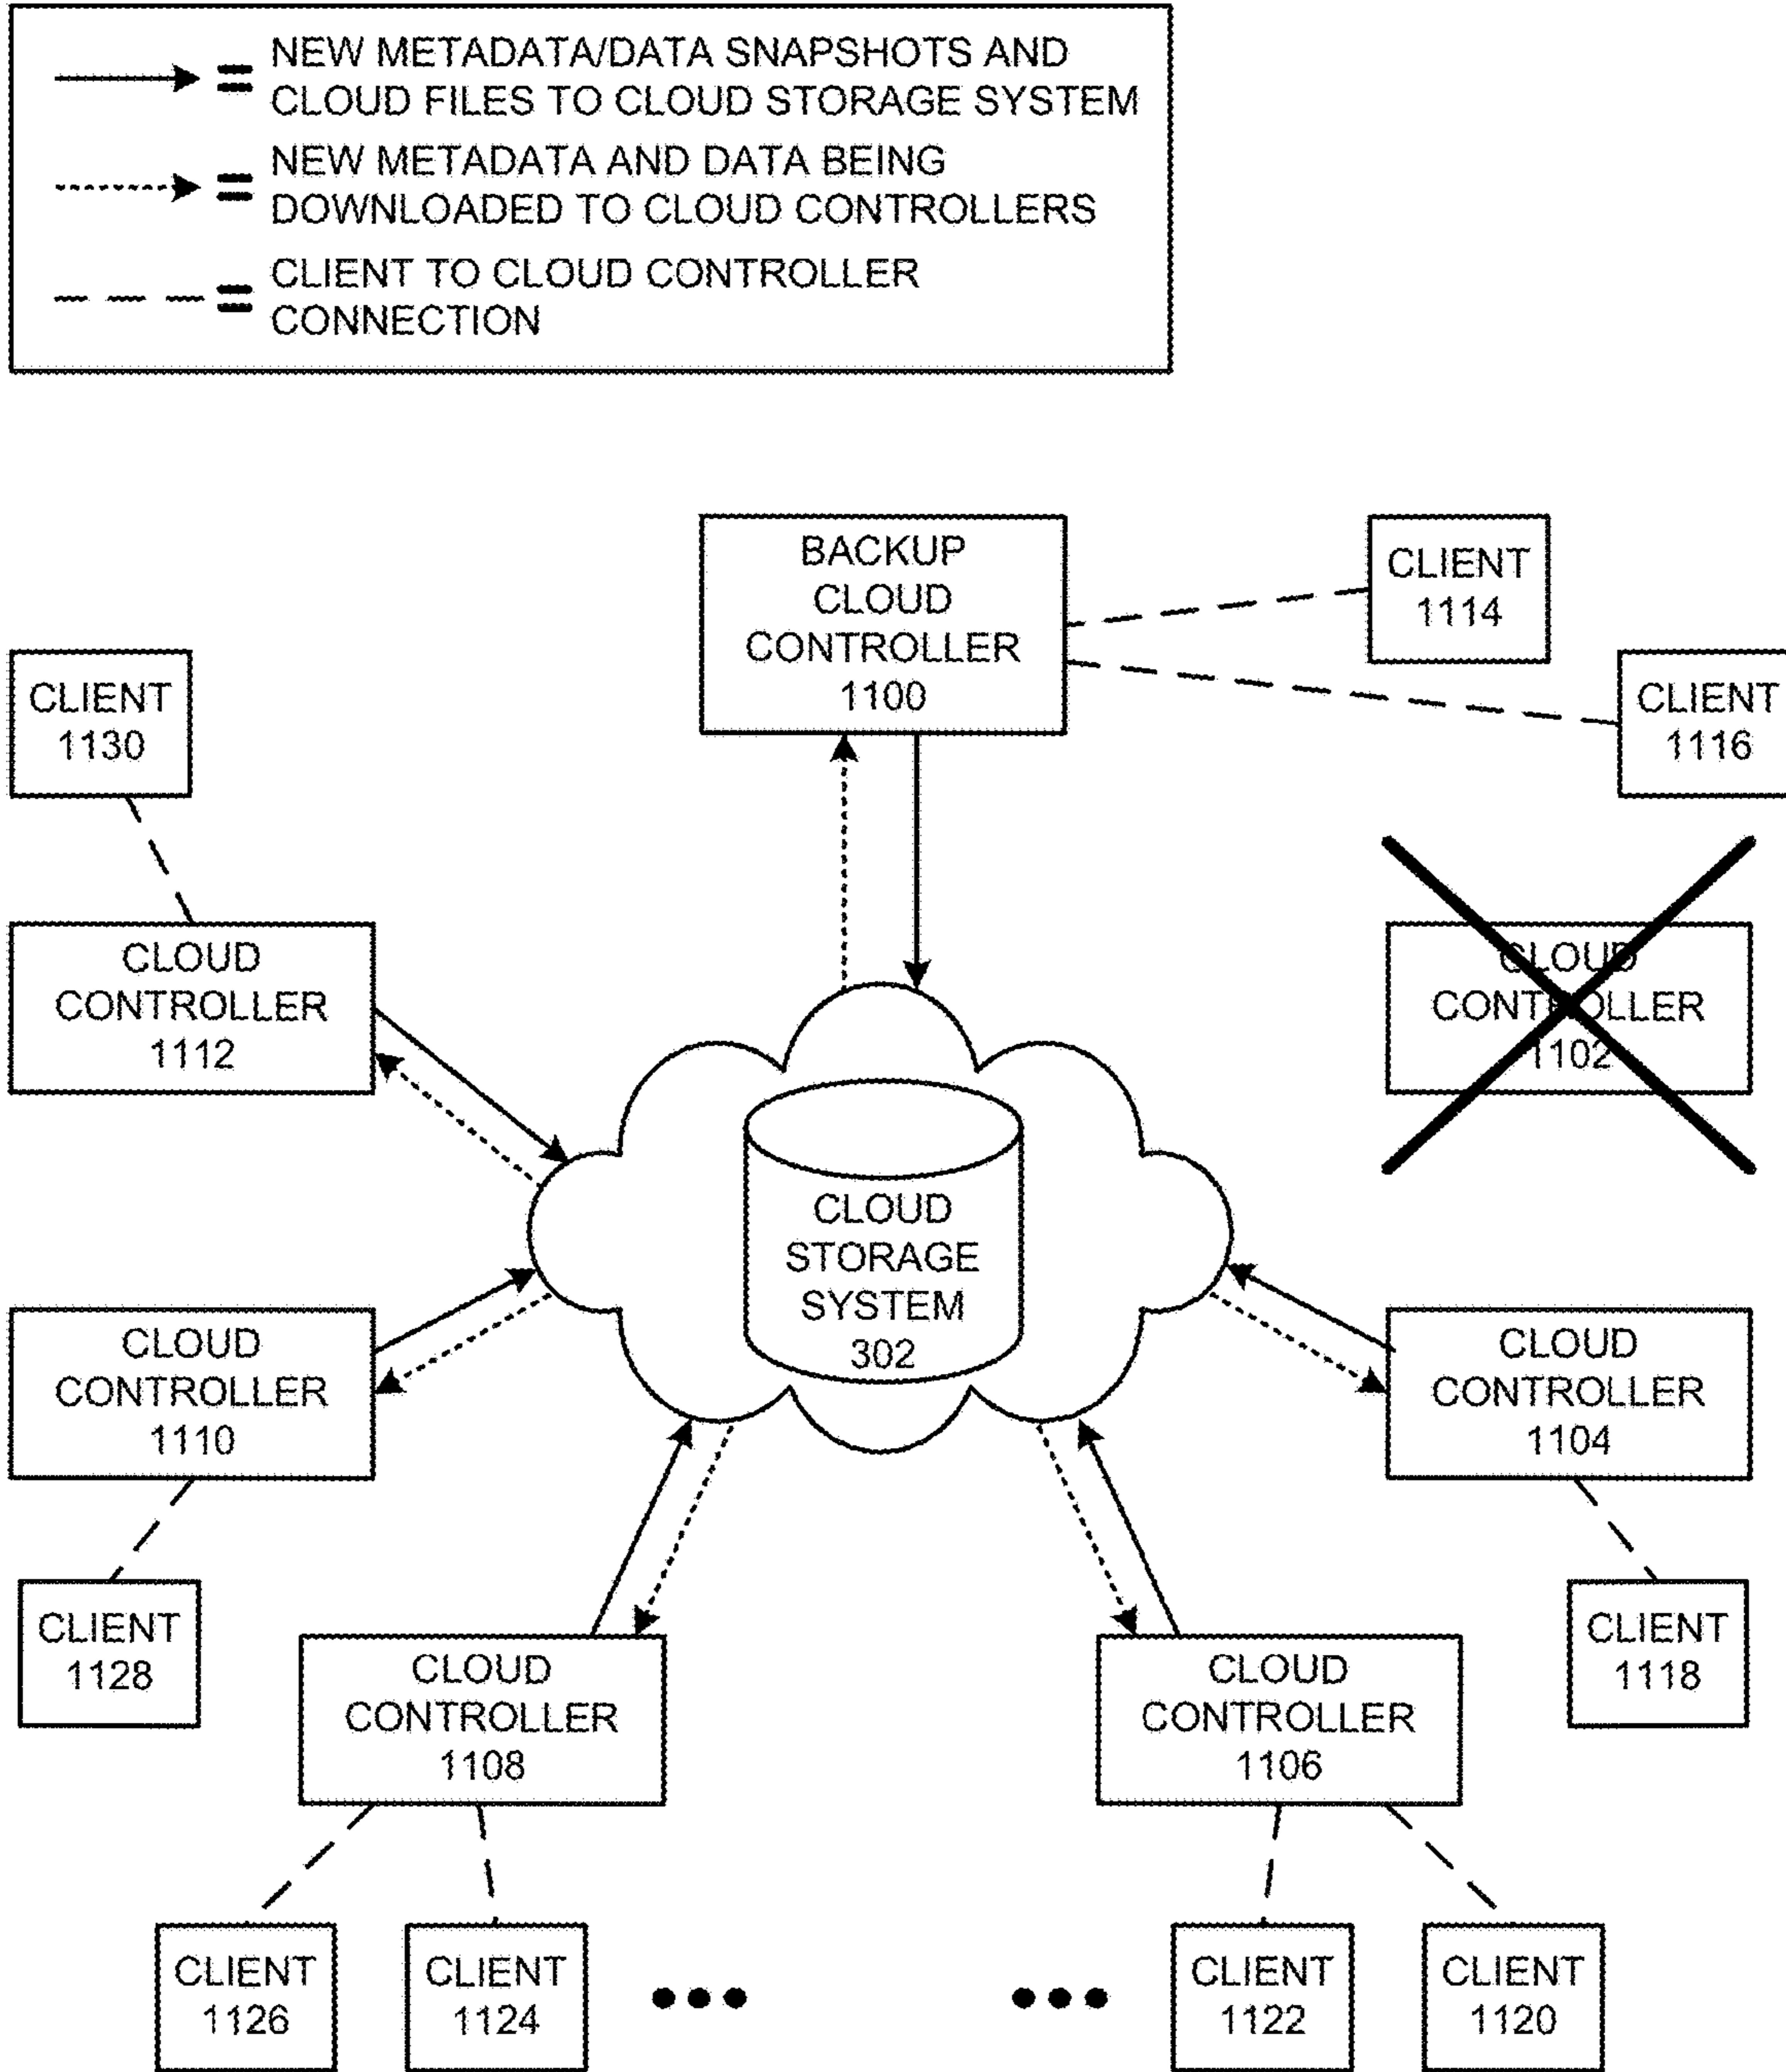 = NEW METADATA/DATA SNAPSHOTS AND
CLOUD FILES TO CLOUD STORAGE SYSTEM
= NEW METADATA AND DATA BEING
DOWNLOADED TO CLOUD CONTROLLERS
= CLIENT TO CLOUD CONTROLLER
CONNECTION
BACKUP
CLOUD
CONTROLLER
1100
CLIENT
1114
CLIENT
1116
CLIENT
1130
CLOUD
CONTROLLER
1112
CLOUD
CONTROLLER
1102
CLOUD
STORAGE
SYSTEM
302
CLOUD
CONTROLLER
1110
CLOUD
CONTROLLER
1104
CLIENT
1128
CLOUD
CONTROLLER
1108
CLOUD
CONTROLLER
1106
CLIENT
1118
CLIENT
1126
CLIENT
1124
CLIENT
1122
CLIENT
1120